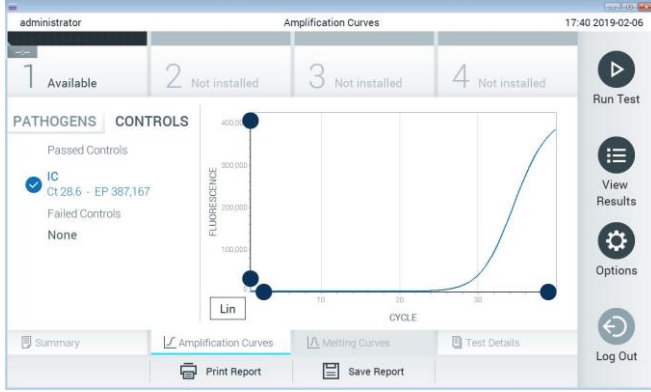 administrator
Amplification Curves
17:40 2019-02-06
1 Available
2 Not installed
3 Not installed
4 Not installed
Run Test
PATHOGENS CONTROLS
Passed Controls
IC
Ct 28.6 - EP 387,167
Failed Controls
None
400,00
300,000
200,000
100,000
FLUORESCENCE
10 20 30
CYCLE
Lin
View
Results
Options
Log Out
Summary
Amplification Curves
Melting Curves
Test Details
Print Report
Save Report